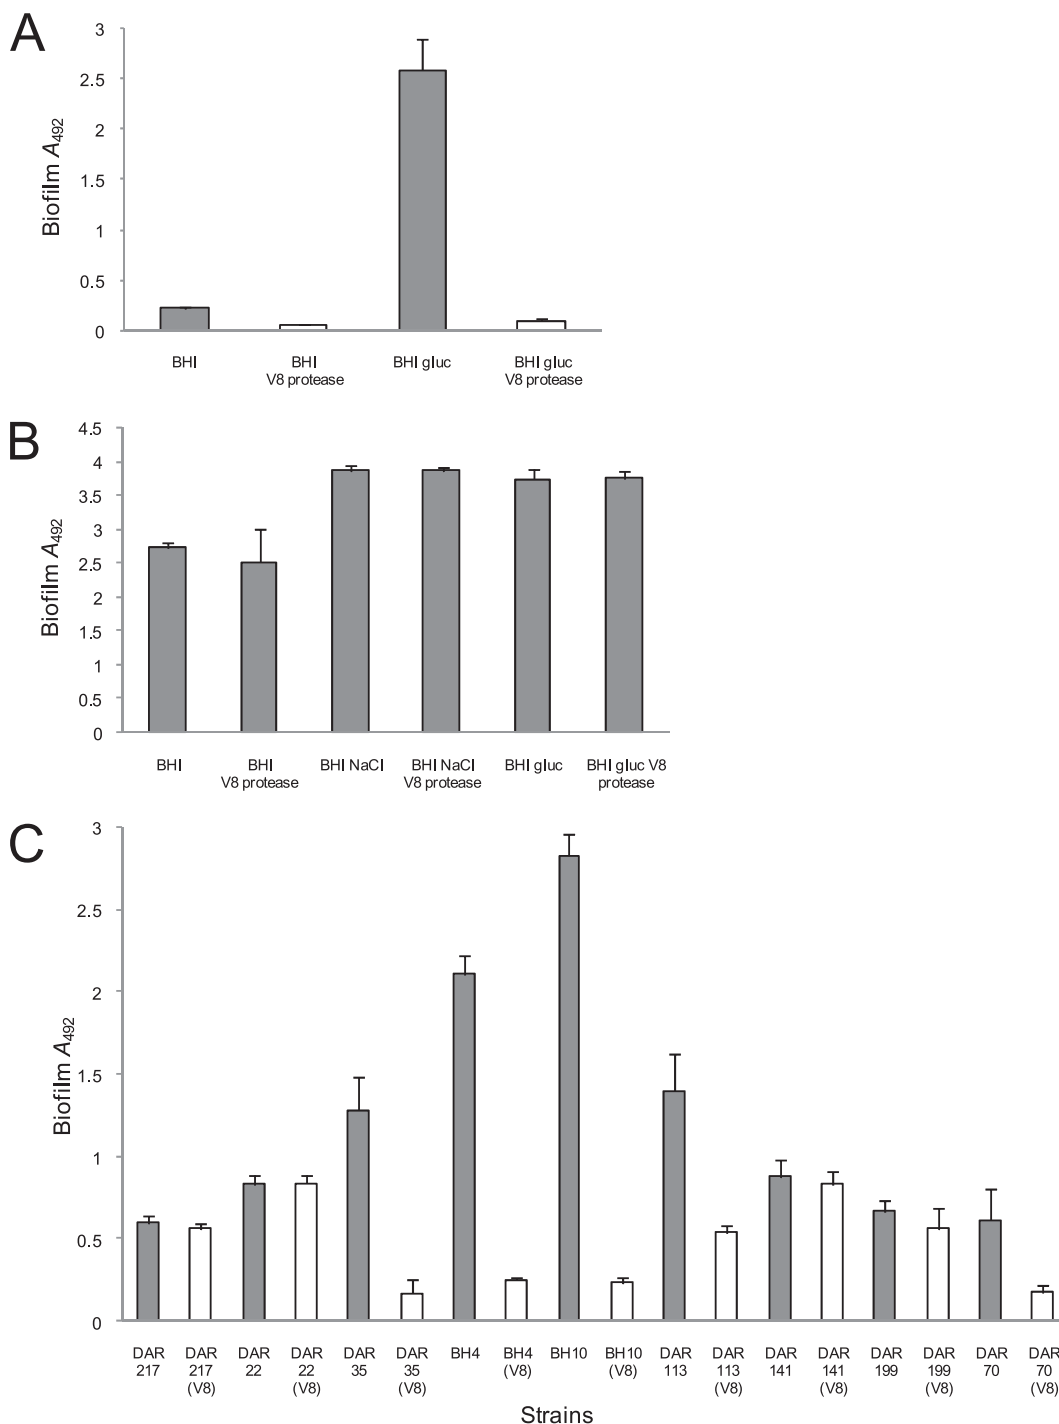 A
Biofilm A492
3
2.5
2
1.5
1
0.5
0
BHI
BHI
V8 protease
BHI gluc
BHI gluc
V8 protease
B
Biofilm A492
4.5
4
3.5
3
2.5
2
1.5
1
0.5
0
BHI
BHI
V8 protease
BHI NaCl
BHI NaCl
V8 protease
BHI gluc
BHI gluc V8
protease
C
Biofilm A492
3
2.5
2
1.5
1
0.5
0
DAR
217
DAR
217
(V8)
DAR
22
DAR
22
(V8)
DAR
35
DAR
35
(V8)
BH4
BH4
(V8)
BH10
BH10
(V8)
DAR
113
DAR
113
(V8)
DAR
141
DAR
141
(V8)
DAR
199
DAR
199
(V8)
DAR
70
DAR
70
(V8)
Strains